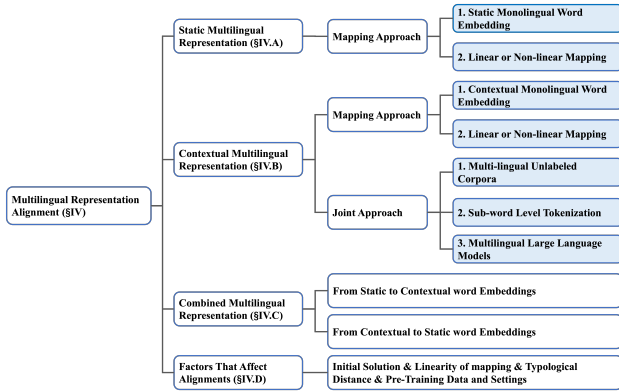 Static Multilingual
Representation (§IV.A)
Mapping Approach
1. Static Monolingual Word
Embedding
2. Linear or Non-linear Mapping
Contextual Multilingual
Representation (§IV.B)
Mapping Approach
1. Contextual Monolingual Word
Embedding
2. Linear or Non-linear Mapping
Joint Approach
1. Multi-lingual Unlabeled
Corpora
2. Sub-word Level Tokenization
3. Multilingual Large Language
Models
Multilingual Representation
Alignment (§IV)
Combined Multilingual
Representation (§IV.C)
From Static to Contextual word Embeddings
From Contextual to Static word Embeddings
Factors That Affect
Alignments (§IV.D)
Initial Solution & Linearity of mapping & Typological
Distance & Pre-Training Data and Settings